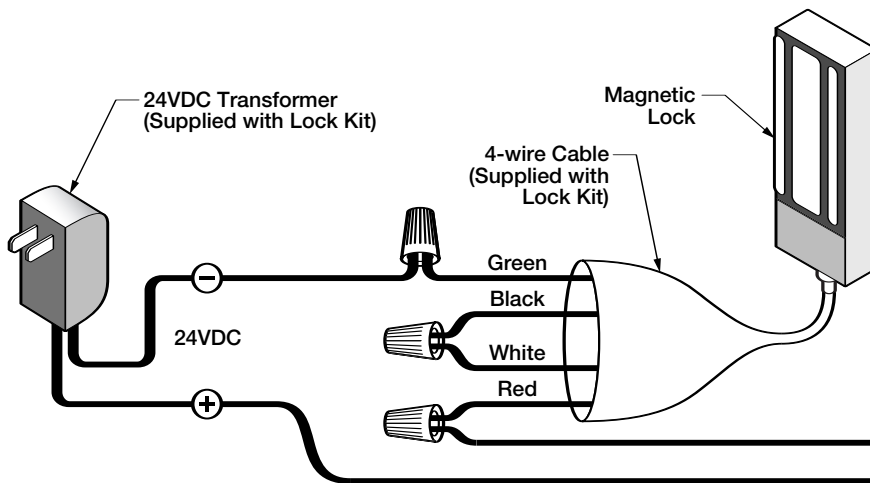 24VDC Transformer
(Supplied with Lock Kit)
Magnetic
Lock
4-wire Cable
(Supplied with
Lock Kit)
Green
−
Black
24VDC
White
Red
+